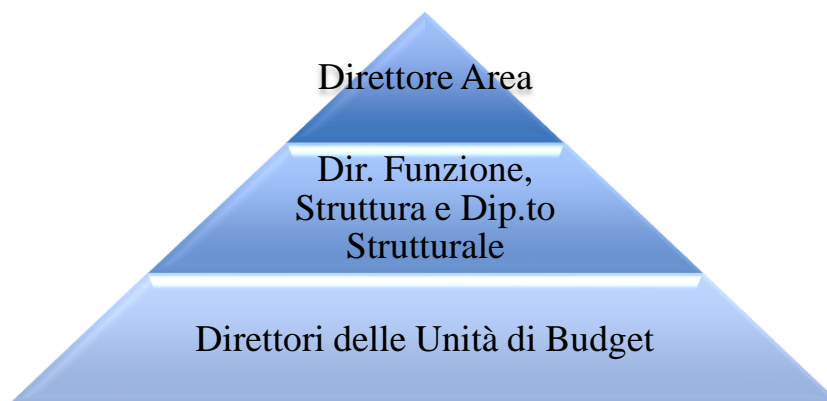 Direttore Area
Dir. Funzione,
Struttura e Dip.to
Strutturale
Direttori delle Unità di Budget